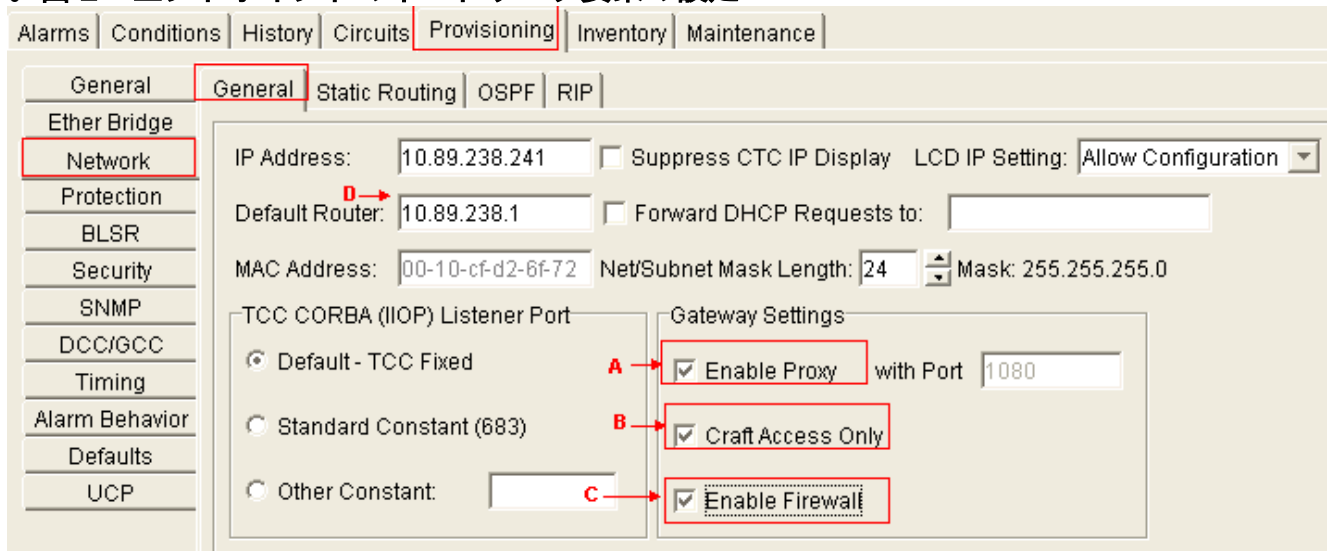 Alarms Conditions History Circuits Provisioning Inventory Maintenance
General
Ether Bridge
Network
Protection
BLSR
Security
SNMP
DCC/GCC
Timing
Alarm Behavior
Defaults
UCP
General Static Routing OSPF RIP
IP Address: 10.89.238.241 Suppress CTC IP Display LCD IP Setting: Allow Configuration
D
Default Router: 10.89.238.1 Forward DHCP Requests to:
MAC Address: 00-10-cf-d2-6f-72 Net/Subnet Mask Length: 24 Mask: 255.255.255.0
TCC CORBA (IIOP) Listener Port
Default - TCC Fixed
Standard Constant (683)
Other Constant:
Gateway Settings
A Enable Proxy with Port 1080
B Craft Access Only
C Enable Firewall